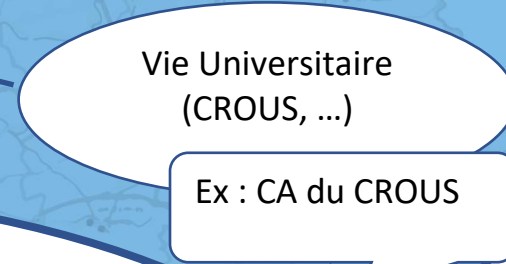 Vie Universitaire
(CROUS, …)
Ex : CA du CROUS